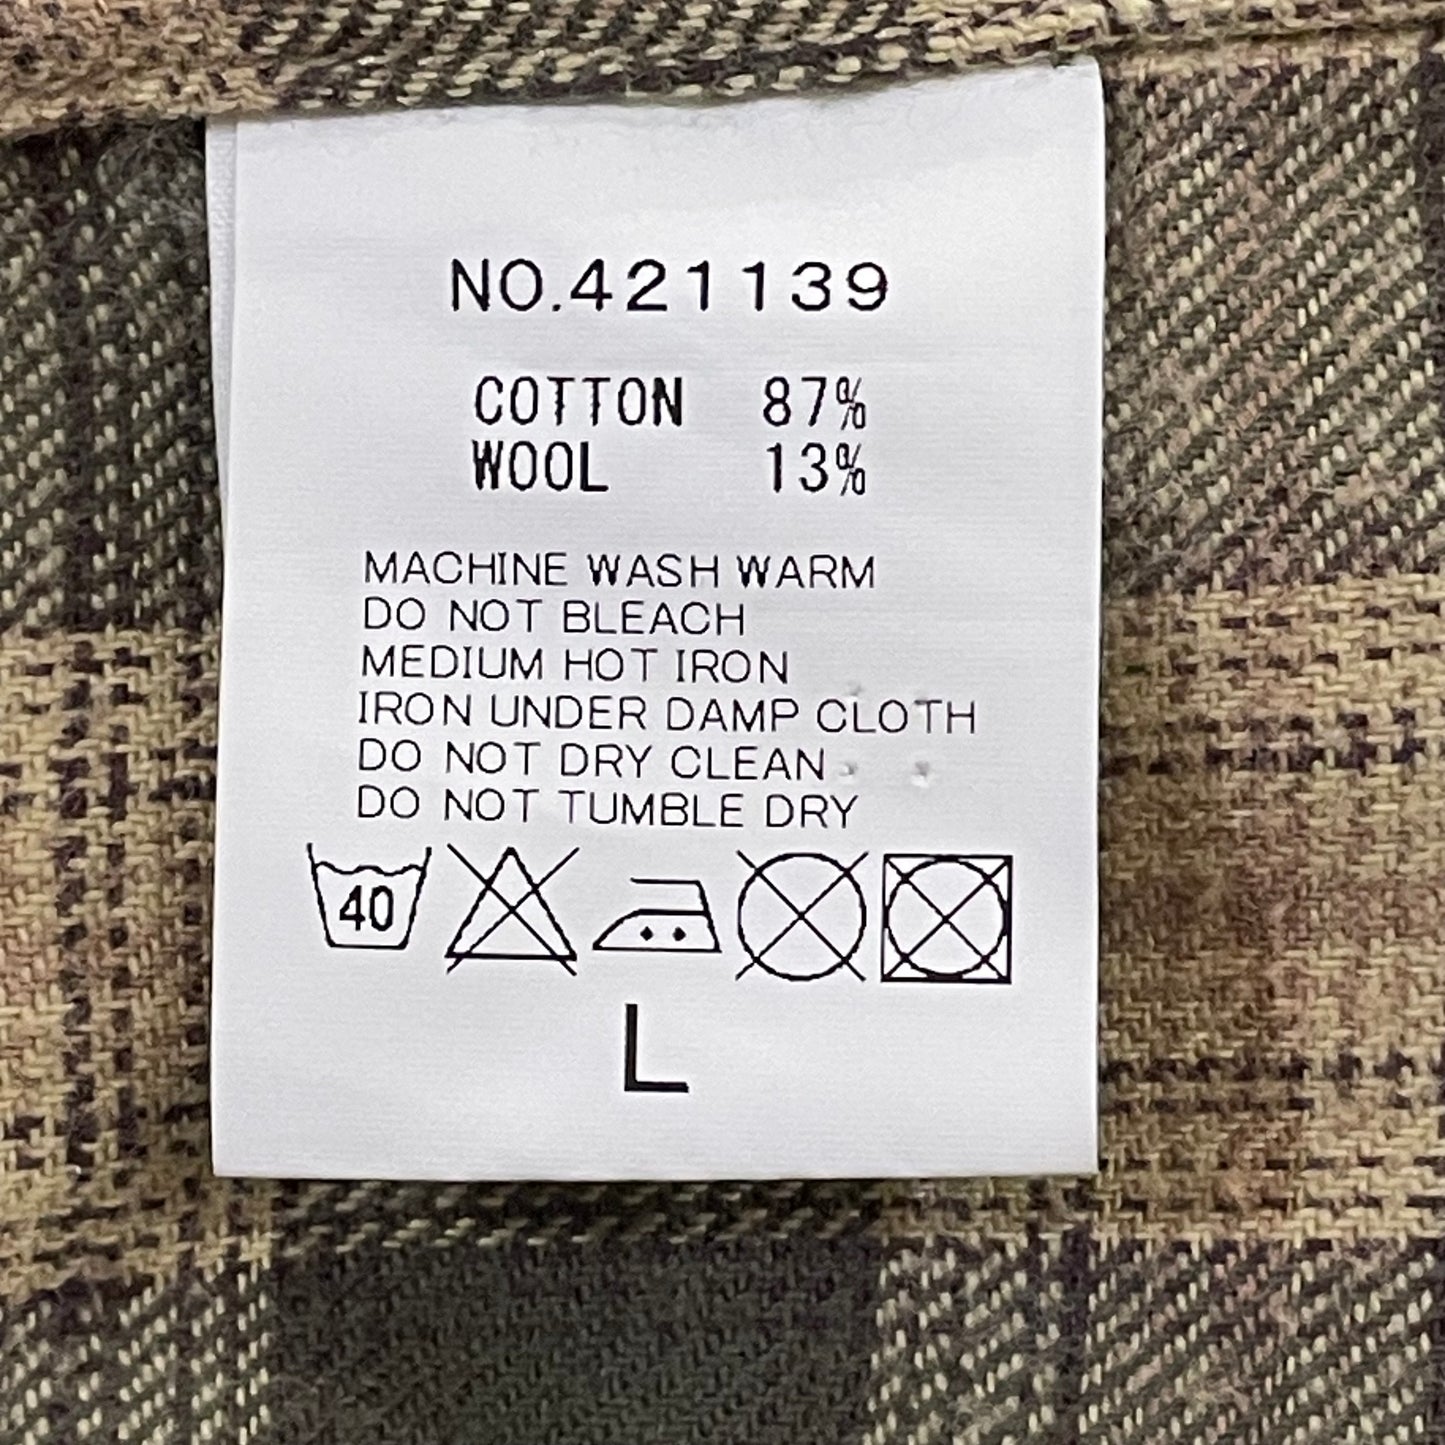 NO.421139
COTTON 87%
WOOL 13%
MACHINE WASH WARM
DO NOT BLEACH
MEDIUM HOT IRON
IRON UNDER DAMP CLOTH
DO NOT DRY CLEAN
DO NOT TUMBLE DRY
40
L